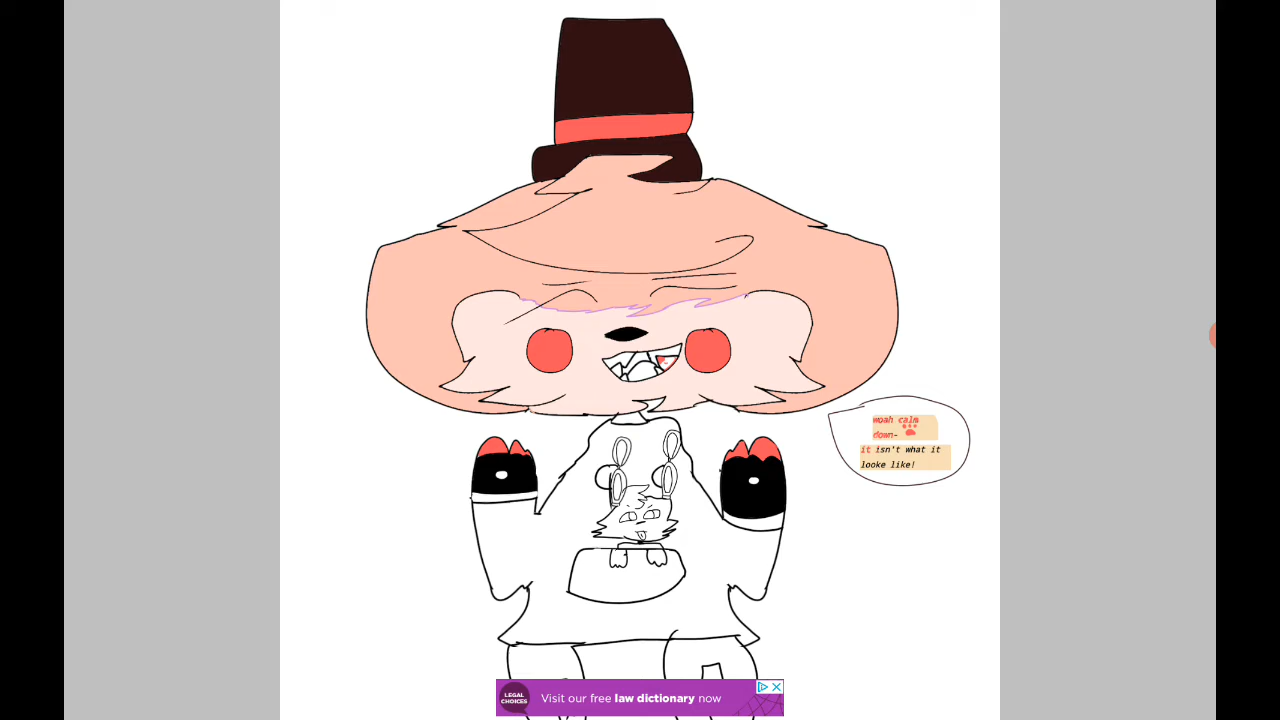 woah calm
down-
it isn't what it
looke like!
LEGAL
CHOICES
Visit our free law dictionary now